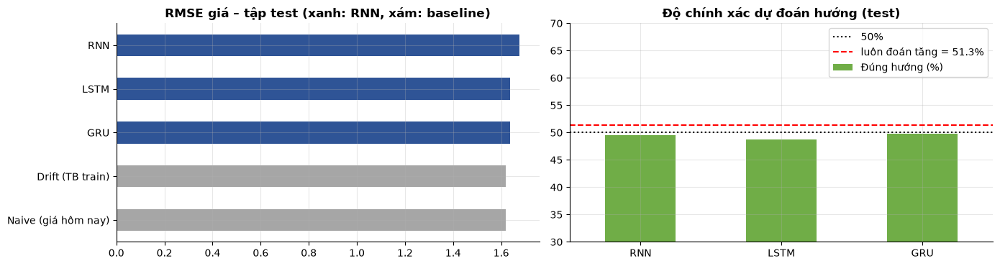 RMSE giá – tập test (xanh: RNN, xám: baseline)
RNN
LSTM
GRU
Drift (TB train)
Naive (giá hôm nay)
0.0 0.2 0.4 0.6 0.8 1.0 1.2 1.4 1.6
Độ chính xác dự đoán hướng (test)
70
65
60
55
50
45
40
35
30
50%
luôn đoán tăng = 51.3%
Đúng hướng (%)
RNN LSTM GRU